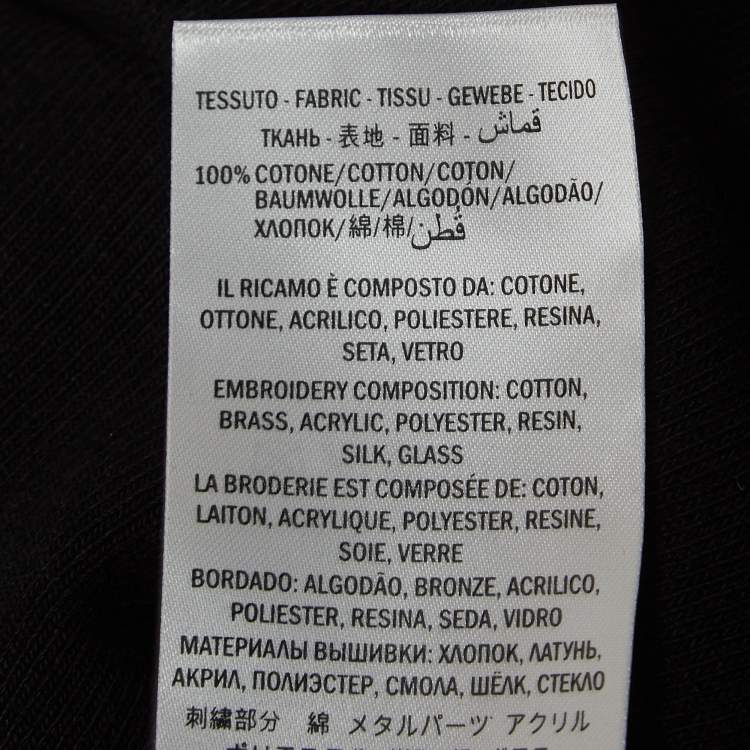 TESSUTO - FABRIC - TISSU - GEWEBE - TECIDO
ТКАНЬ - 表地 - 面料 - قماش
100% COTONE/COTTON/COTON/
BAUMWOLLE/ALGODÓN/ALGODÃO/
ХЛОПОК/綿/棉/قُطن
IL RICAMO È COMPOSTO DA: COTONE,
OTTONE, ACRILICO, POLIESTERE, RESINA,
SETA, VETRO
EMBROIDERY COMPOSITION: COTTON,
BRASS, ACRYLIC, POLYESTER, RESIN,
SILK, GLASS
LA BRODERIE EST COMPOSÉE DE: COTON,
LAITON, ACRYLIQUE, POLYESTER, RESINE,
SOIE, VERRE
BORDADO: ALGODÃO, BRONZE, ACRILICO,
POLIESTER, RESINA, SEDA, VIDRO
МАТЕРИАЛЫ ВЫШИВКИ: ХЛОПОК, ЛАТУНЬ,
АКРИЛ, ПОЛИЭСТЕР, СМОЛА, ШЁЛК, СТЕКЛО
刺繍部分 綿 メタルパーツ アクリル